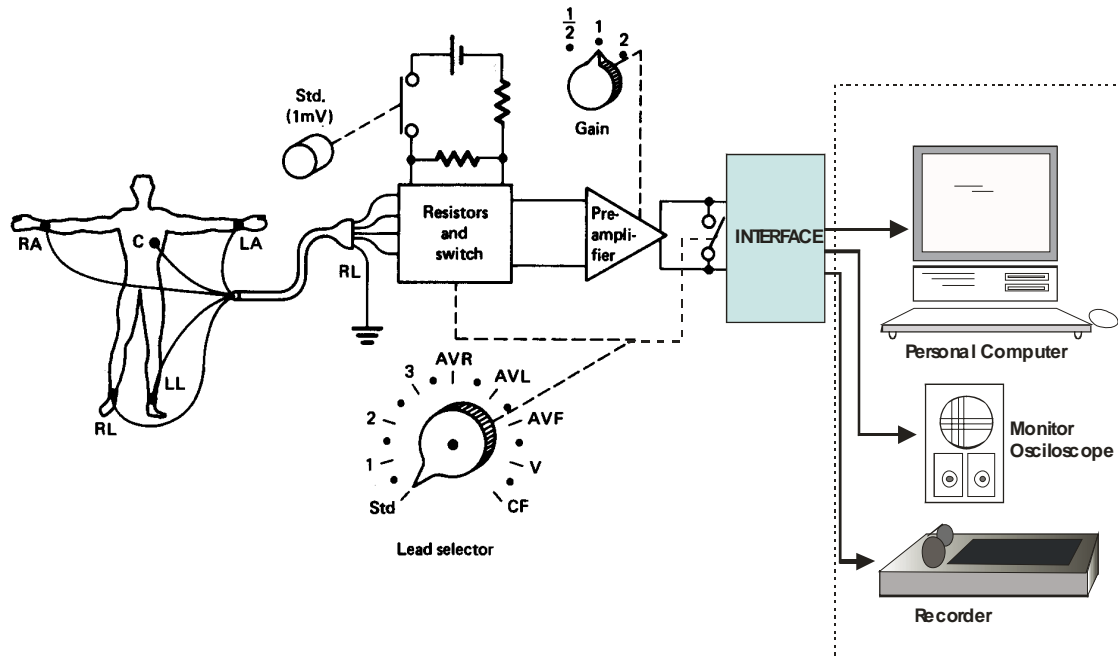 1
2
1
2
Gain
Std.
(1mV)
RA
C
LA
RL
LL
RL
Resistors
and
switch
Pre-
ampli-
fier
INTERFACE
Personal Computer
Monitor
Osciloscope
Recorder
Std
1
2
3
AVR
AVL
AVF
V
CF
Lead selector